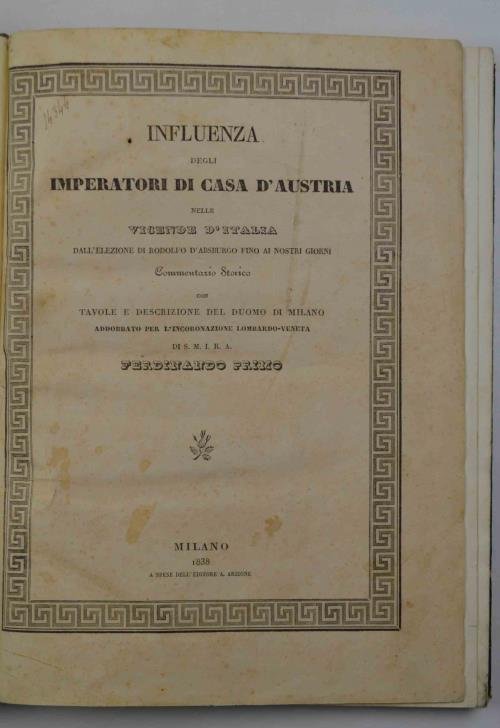 14344
INFLUENZA
DEGLI
IMPERATORI DI CASA D'AUSTRIA
NELLE
VICENDE D'ITALIA
DALL'ELEZIONE DI RODOLFO D'ABSBURGO FINO AI NOSTRI GIORNI
Commentario Storico
CON
TAVOLE E DESCRIZIONE DEL DUOMO DI MILANO
ADDOBBATO PER L'INCORONAZIONE LOMBARDO-VENETA
DI S. M. I. R. A.
FERDINANDO PRIMO
MILANO
1838
A SPESE DELL'EDITORE A. ARZIONE